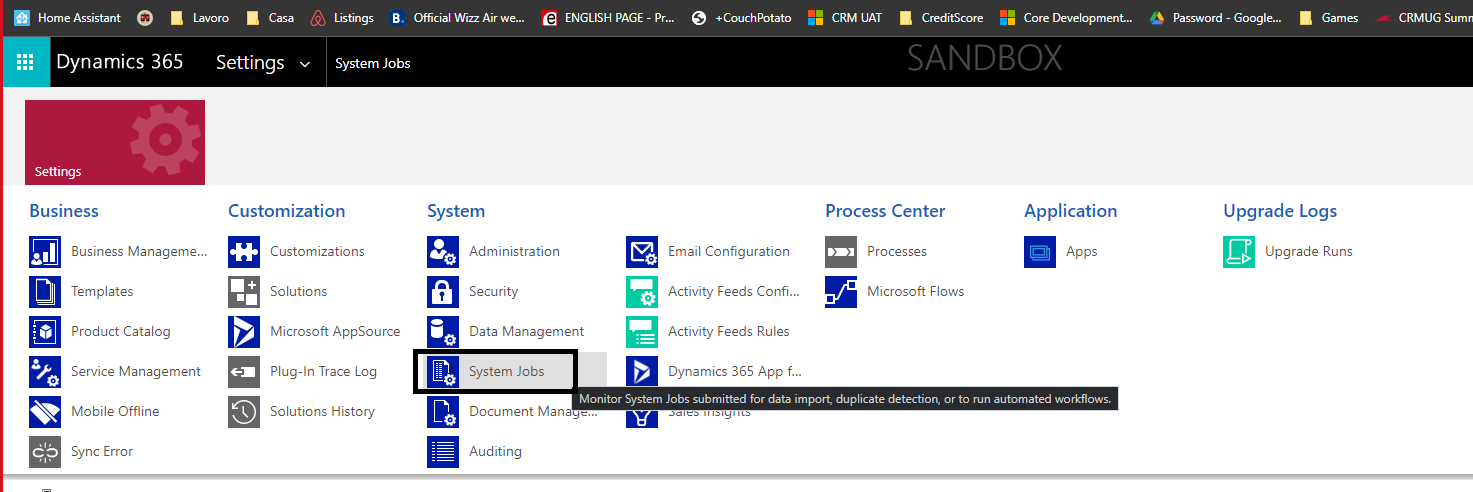 Home Assistant Lavoro Casa Listings Official Wizz Air we... ENGLISH PAGE - Pr... +CouchPotato CRM UAT CreditScore Core Development... Password - Google... Games CRMUG Summ
Dynamics 365 Settings System Jobs SANDBOX
Settings
Business Customization System Process Center Application Upgrade Logs
Business Manageme... Customizations Administration Email Configuration Processes Apps Upgrade Runs
Templates Solutions Security Activity Feeds Confi... Microsoft Flows
Product Catalog Microsoft AppSource Data Management Activity Feeds Rules
Service Management Plug-In Trace Log System Jobs Dynamics 365 App f...
Monitor System Jobs submitted for data import, duplicate detection, or to run automated workflows.
Mobile Offline Solutions History Document Manage... Sales Insights
Sync Error Auditing